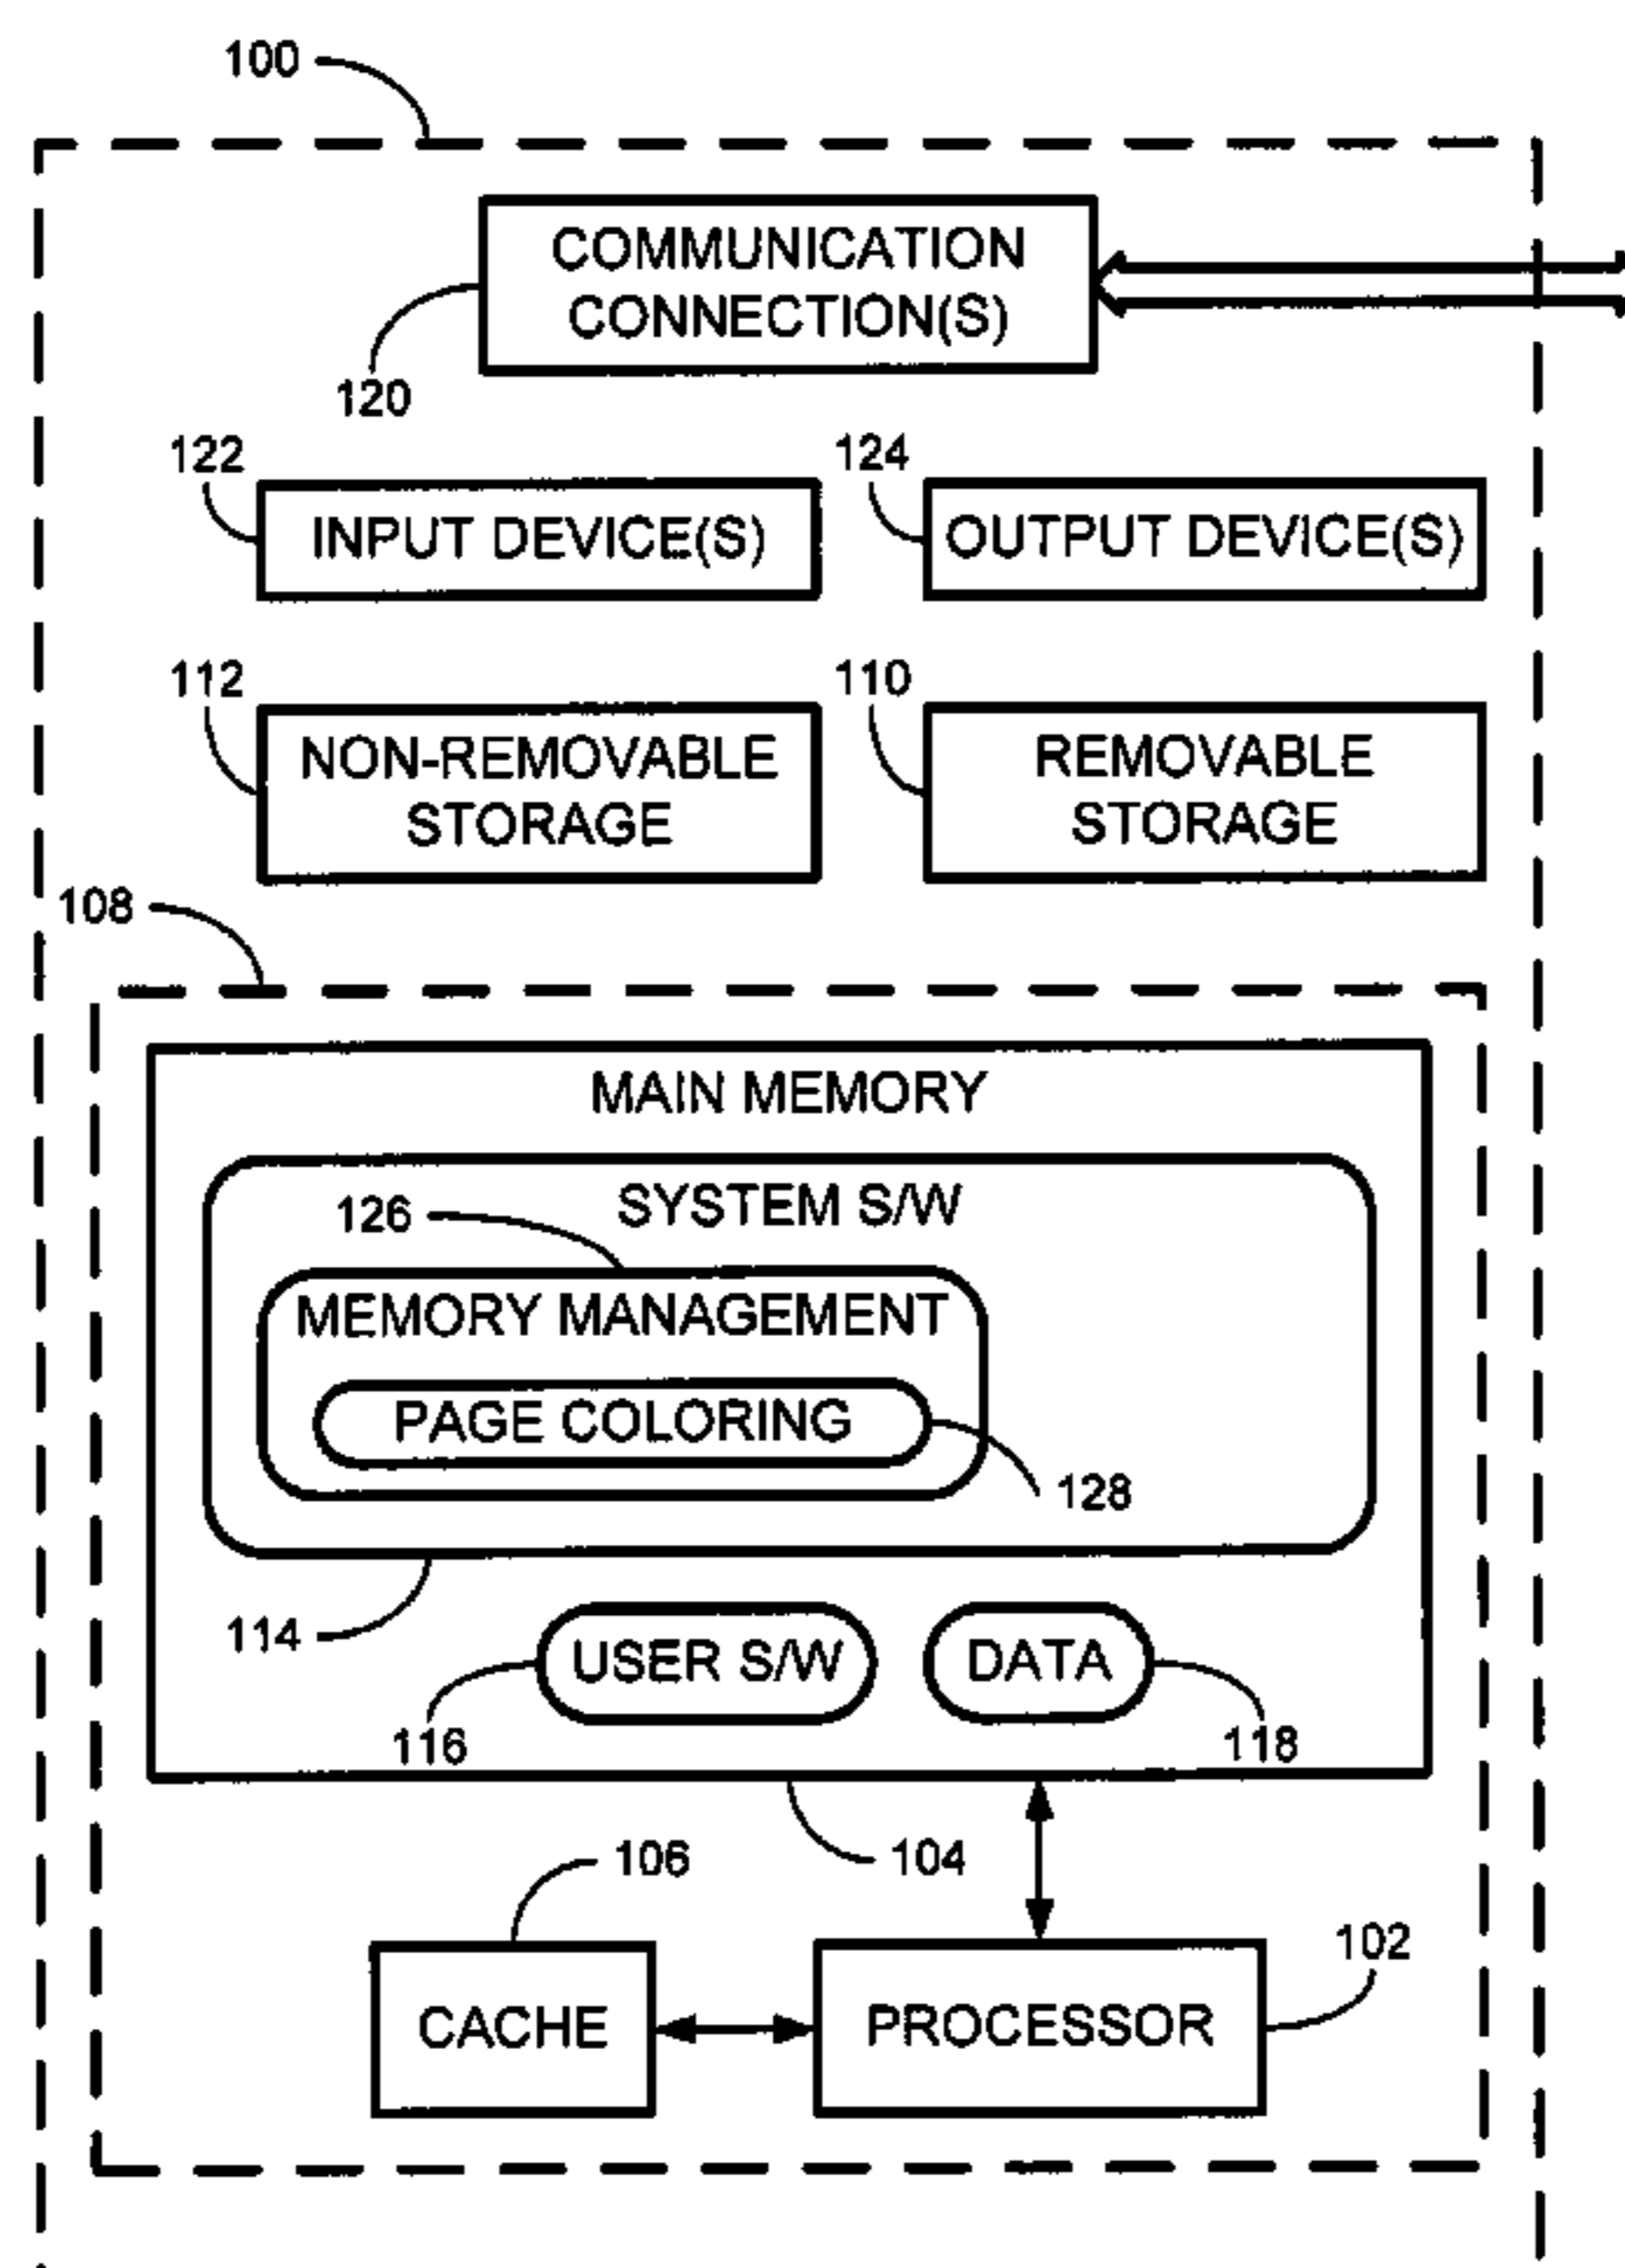 100
COMMUNICATION
CONNECTION(S)
120
122
124
INPUT DEVICE(S)
OUTPUT DEVICE(S)
112
110
NON-REMOVABLE
STORAGE
REMOVABLE
STORAGE
108
MAIN MEMORY
SYSTEM S/W
126
MEMORY MANAGEMENT
PAGE COLORING
128
114
USER S/W
DATA
116
118
106
104
102
CACHE
PROCESSOR